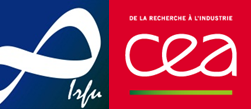 DE LA RECHERCHE À L'INDUSTRIE
cea
Irfu